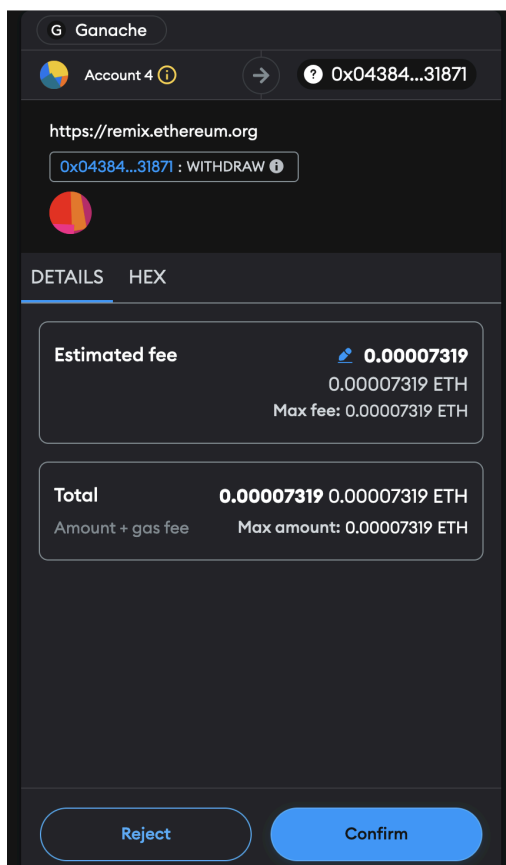 G Ganache
Account 4 0x04384...31871
https://remix.ethereum.org
0x04384...31871 : WITHDRAW
DETAILS HEX
Estimated fee 0.00007319
0.00007319 ETH
Max fee: 0.00007319 ETH
Total 0.00007319 0.00007319 ETH
Amount + gas fee Max amount: 0.00007319 ETH
Reject Confirm